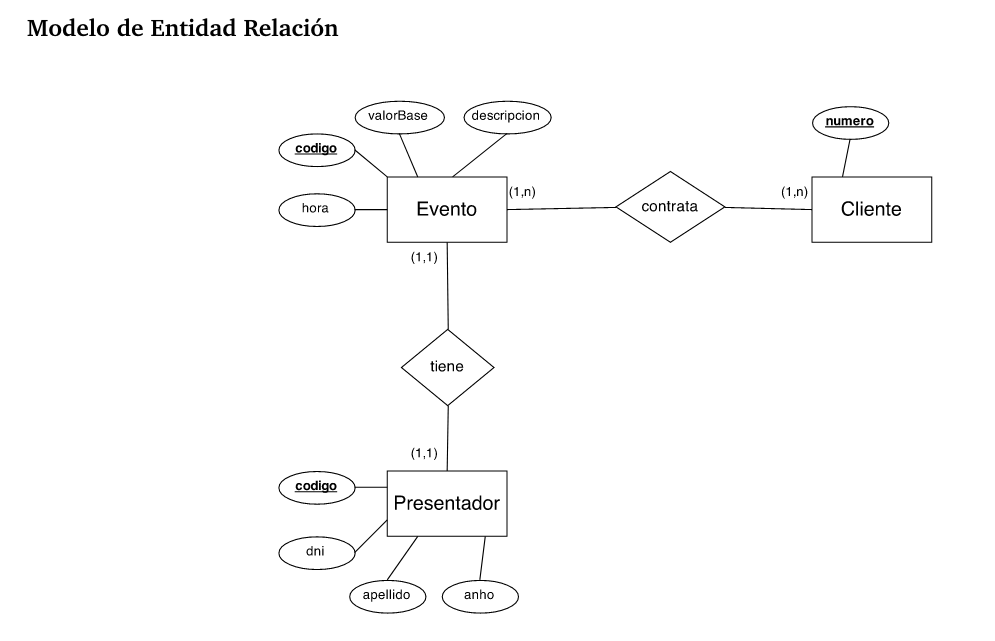 Modelo de Entidad Relación
valorBase
descripcion
numero
codigo
hora
Evento
(1,n)
contrata
(1,n)
Cliente
(1,1)
tiene
(1,1)
codigo
Presentador
dni
apellido
anho